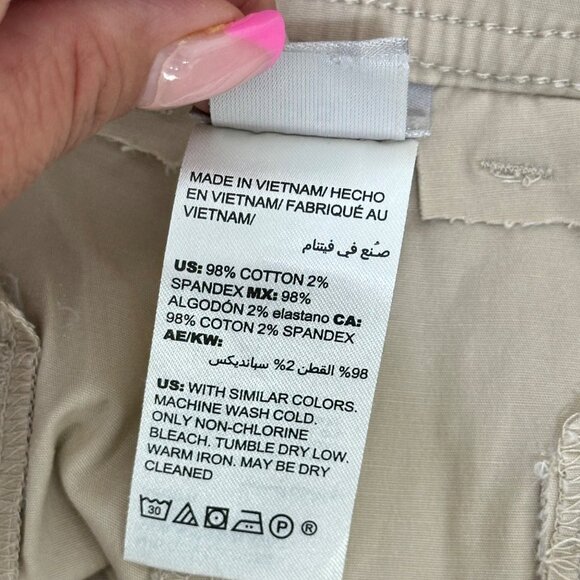 MADE IN VIETNAM/ HECHO
EN VIETNAM/ FABRIQUÉ AU
VIETNAM/
صُنع في فيتنام
US: 98% COTTON 2%
SPANDEX MX: 98%
ALGODÓN 2% elastano CA:
98% COTON 2% SPANDEX
AE/KW:
98% القطن 2% سبانديكس
US: WITH SIMILAR COLORS.
MACHINE WASH COLD.
ONLY NON-CHLORINE
BLEACH. TUMBLE DRY LOW.
WARM IRON. MAY BE DRY
CLEANED
30 P ®